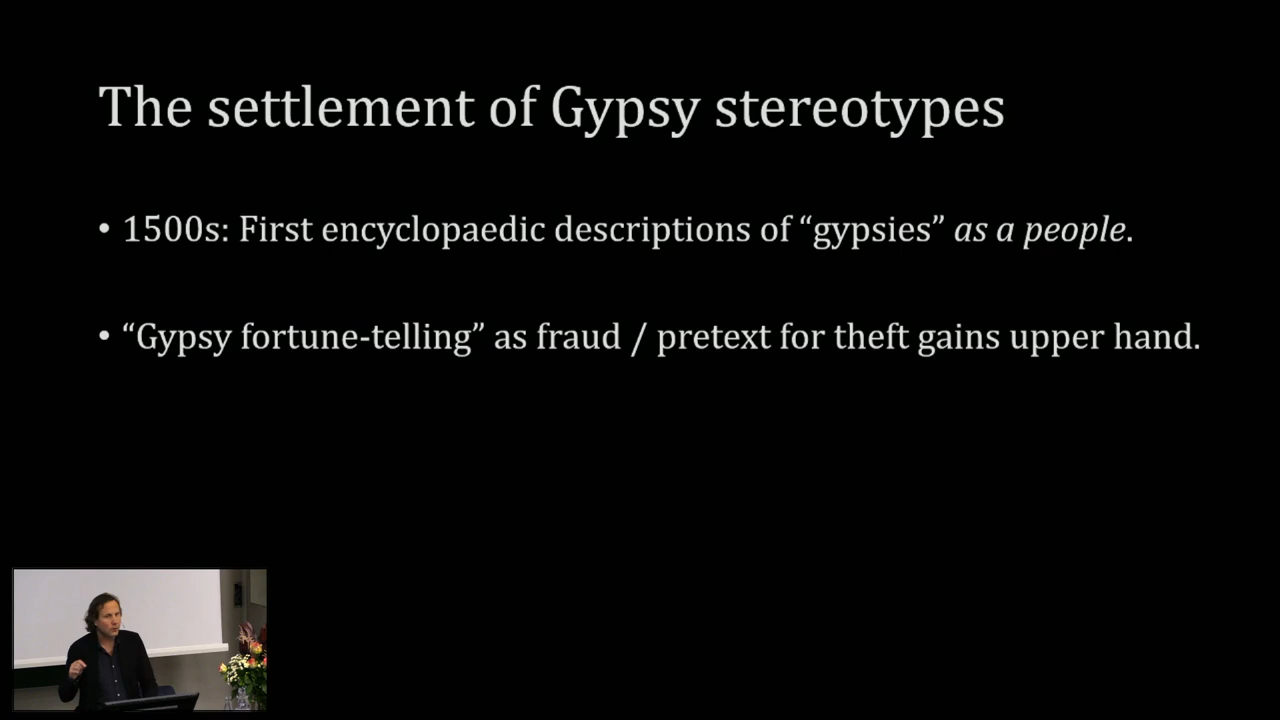 The settlement of Gypsy stereotypes
• 1500s: First encyclopaedic descriptions of “gypsies” as a people.
• “Gypsy fortune-telling” as fraud / pretext for theft gains upper hand.